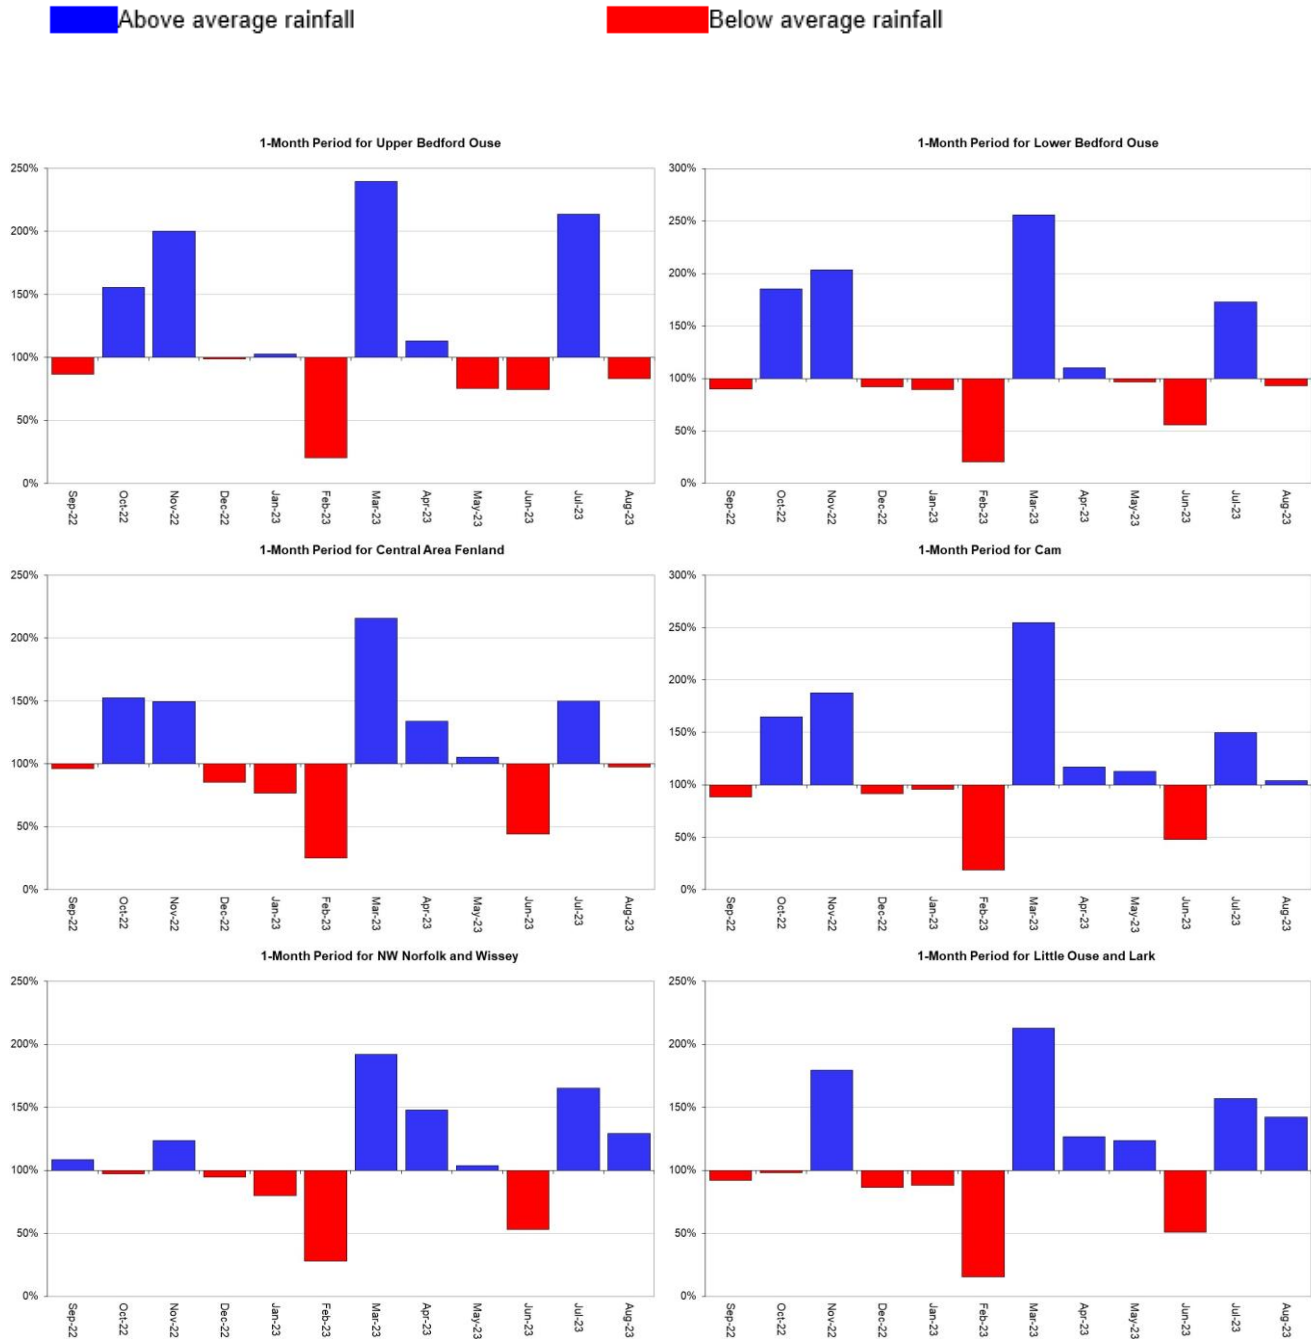 Above average rainfall
Below average rainfall
1-Month Period for Upper Bedford Ouse
250%
200%
150%
100%
50%
0%
Sep-22
Oct-22
Nov-22
Dec-22
Jan-23
Feb-23
Mar-23
Apr-23
May-23
Jun-23
Jul-23
Aug-23
1-Month Period for Lower Bedford Ouse
300%
250%
200%
150%
100%
50%
0%
Sep-22
Oct-22
Nov-22
Dec-22
Jan-23
Feb-23
Mar-23
Apr-23
May-23
Jun-23
Jul-23
Aug-23
1-Month Period for Central Area Fenland
250%
200%
150%
100%
50%
0%
Sep-22
Oct-22
Nov-22
Dec-22
Jan-23
Feb-23
Mar-23
Apr-23
May-23
Jun-23
Jul-23
Aug-23
1-Month Period for Cam
300%
250%
200%
150%
100%
50%
0%
Sep-22
Oct-22
Nov-22
Dec-22
Jan-23
Feb-23
Mar-23
Apr-23
May-23
Jun-23
Jul-23
Aug-23
1-Month Period for NW Norfolk and Wissey
250%
200%
150%
100%
50%
0%
Sep-22
Oct-22
Nov-22
Dec-22
Jan-23
Feb-23
Mar-23
Apr-23
May-23
Jun-23
Jul-23
Aug-23
1-Month Period for Little Ouse and Lark
250%
200%
150%
100%
50%
0%
Sep-22
Oct-22
Nov-22
Dec-22
Jan-23
Feb-23
Mar-23
Apr-23
May-23
Jun-23
Jul-23
Aug-23